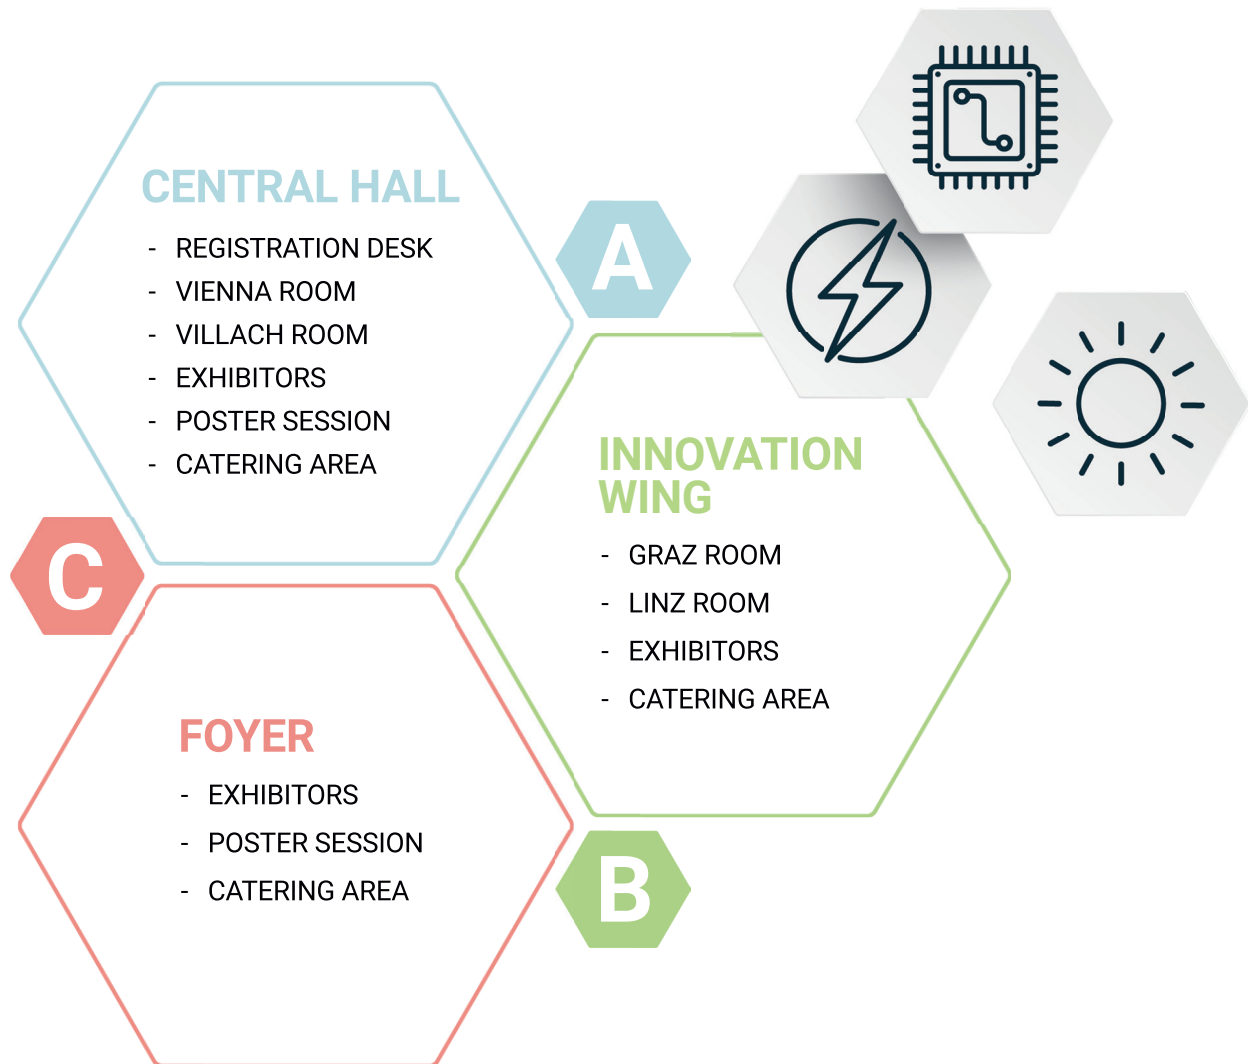 CENTRAL HALL
- REGISTRATION DESK
- VIENNA ROOM
- VILLACH ROOM
- EXHIBITORS
- POSTER SESSION
- CATERING AREA
A
INNOVATION
WING
- GRAZ ROOM
- LINZ ROOM
- EXHIBITORS
- CATERING AREA
B
C
FOYER
- EXHIBITORS
- POSTER SESSION
- CATERING AREA